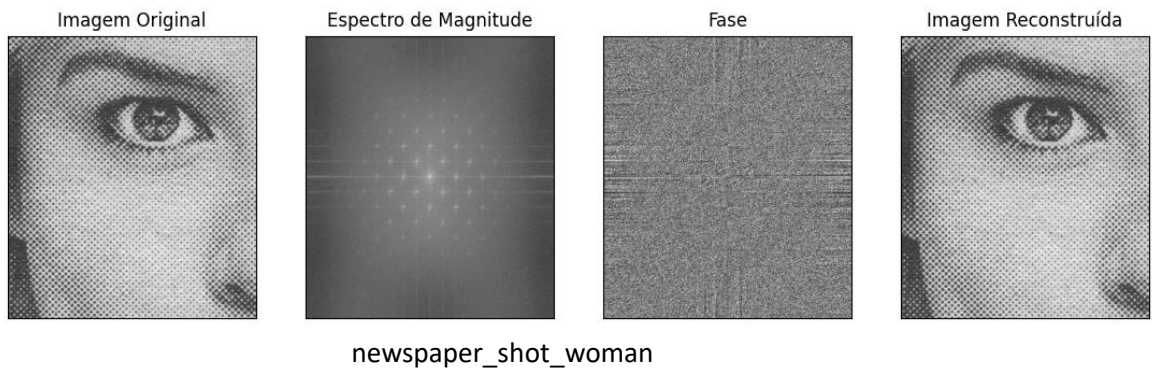 Imagem Original
Espectro de Magnitude
Fase
Imagem Reconstruída
newspaper_shot_woman